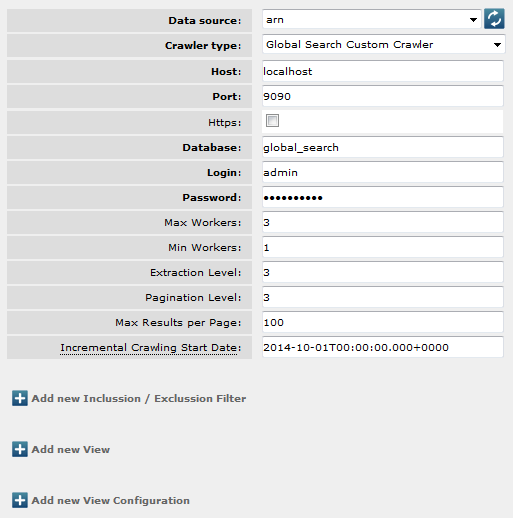 Data source: arn
Crawler type: Global Search Custom Crawler
Host: localhost
Port: 9090
Https:
Database: global_search
Login: admin
Password: ••••••••••
Max Workers: 3
Min Workers: 1
Extraction Level: 3
Pagination Level: 3
Max Results per Page: 100
Incremental Crawling Start Date: 2014-10-01T00:00:00.000+0000
Add new Inclussion / Exclussion Filter
Add new View
Add new View Configuration